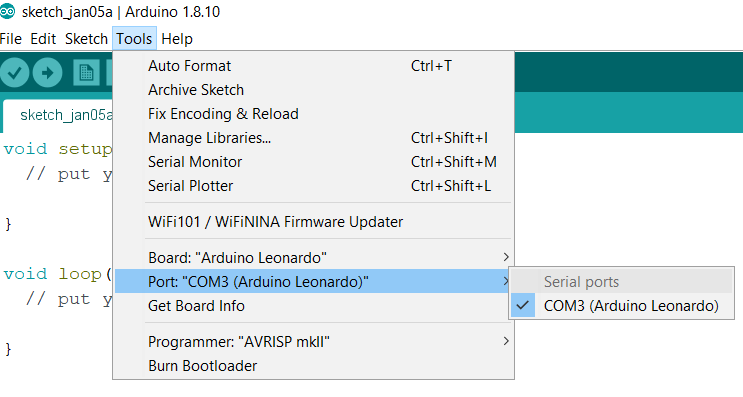 sketch_jan05a | Arduino 1.8.10
File Edit Sketch Tools Help
Auto Format Ctrl+T
Archive Sketch
sketch_jan05a
Fix Encoding & Reload
Manage Libraries... Ctrl+Shift+I
void setup
Serial Monitor Ctrl+Shift+M
// put y
Serial Plotter Ctrl+Shift+L
WiFi101 / WiFiNINA Firmware Updater
}
Board: "Arduino Leonardo"
void loop(
Port: "COM3 (Arduino Leonardo)"
Serial ports
// put y
Get Board Info
COM3 (Arduino Leonardo)
}
Programmer: "AVRISP mkII"
Burn Bootloader